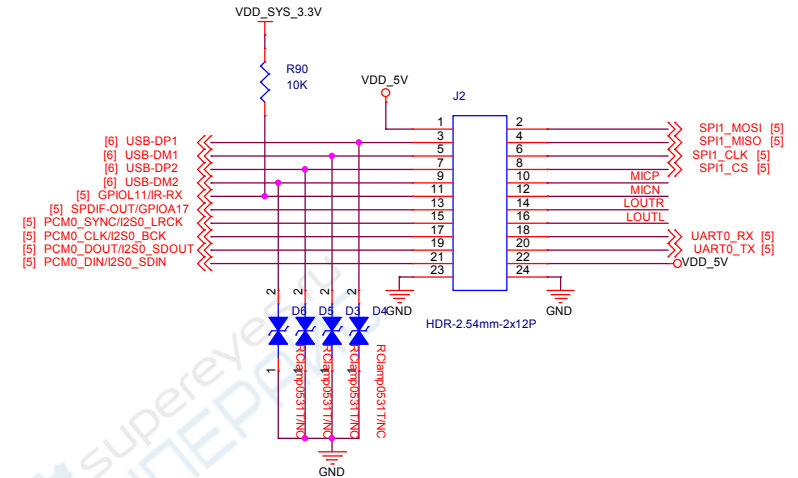 VDD_SYS_3.3V
R90
10K
VDD_5V
J2
1 2
3 4
5 6
7 8
9 10
11 12
13 14
15 16
17 18
19 20
21 22
23 24
[6] USB-DP1
[6] USB-DM1
[6] USB-DP2
[6] USB-DM2
[5] GPIOL11/IR-RX
[5] SPDIF-OUT/GPIOA17
[5] PCM0_SYNC/I2S0_LRCK
[5] PCM0_CLK/I2S0_BCK
[5] PCM0_DOUT/I2S0_SDOUT
[5] PCM0_DIN/I2S0_SDIN
SPI1_MOSI [5]
SPI1_MISO [5]
SPI1_CLK [5]
SPI1_CS [5]
MICP
MICN
LOUTR
LOUTL
UART0_RX [5]
UART0_TX [5]
VDD_5V
GND
GND
HDR-2.54mm-2x12P
2 2 2 2
D6 D5 D3 D4
1 1 1 1
RClamp0531T/NC
RClamp0531T/NC
RClamp0531T/NC
RClamp0531T/NC
GND
supereyes.ru